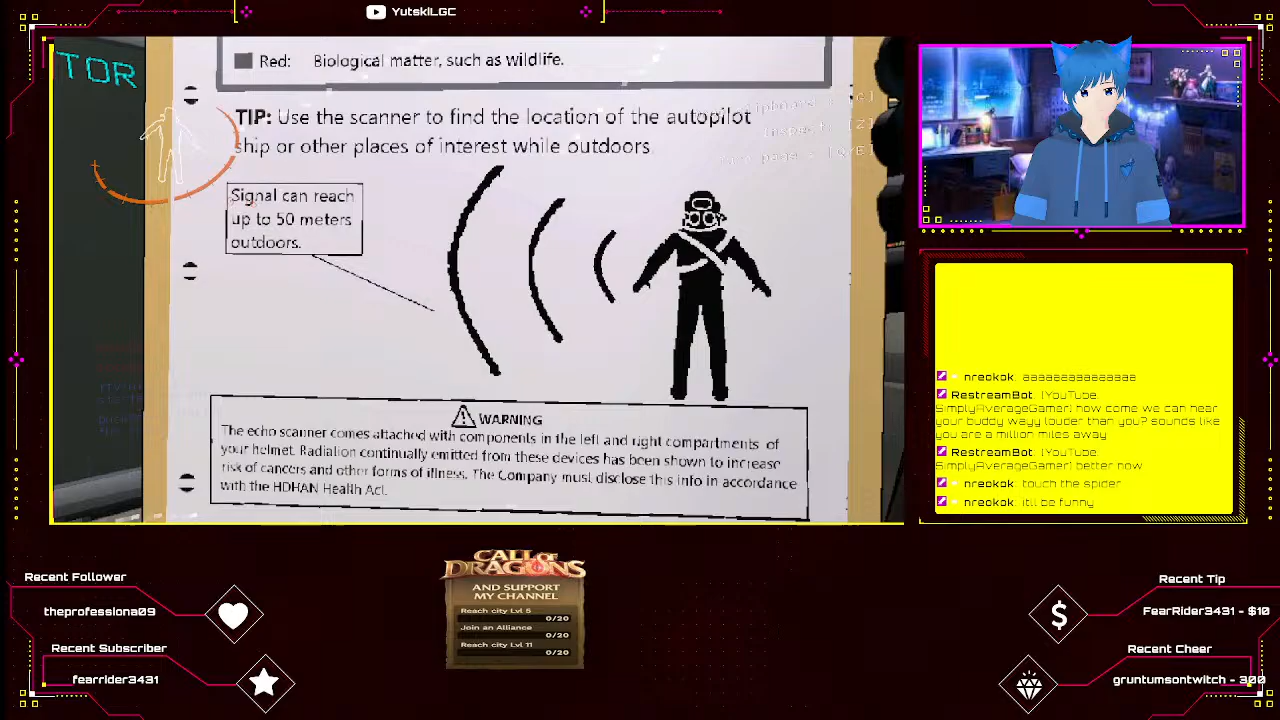 YutskiLGC
TOR
Red: Biological matter, such as wildlife.
TIP: Use the scanner to find the location of the autopilot
ship or other places of interest while outdoors.
Signal can reach
up to 50 meters
outdoors.
WARNING
The echo scanner comes attached with components in the left and right compartments of
your helmet. Radiation continually emitted from these devices has been shown to increase
risk of cancers and other forms of illness. The Company must disclose this info in accordance
with the HDHAN Health Act.
nreokok: aaaaaaaaaaaaaaa
RestreamBot: [YouTube:
SimplyAverageGamer] how come we can hear
your buddy wayy louder than you? sounds like
you are a million miles away
RestreamBot: [YouTube:
SimplyAverageGamer] better now
nreokok: touch the spider
nreokok: it'll be funny
Recent Follower
theprofessiona09
Recent Subscriber
fearrider3431
CALL OF
DRAGONS
AND SUPPORT
MY CHANNEL
Reach city Lvl 5
0/20
Join an Alliance
0/20
Reach city Lvl 11
0/20
Recent Tip
FearRider3431 - $10
Recent Cheer
gruntumsontwitch - 300